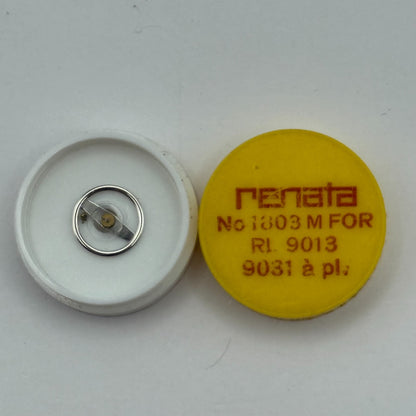 renata
No 1803 M FOR
RL 9013
9031 à pl.